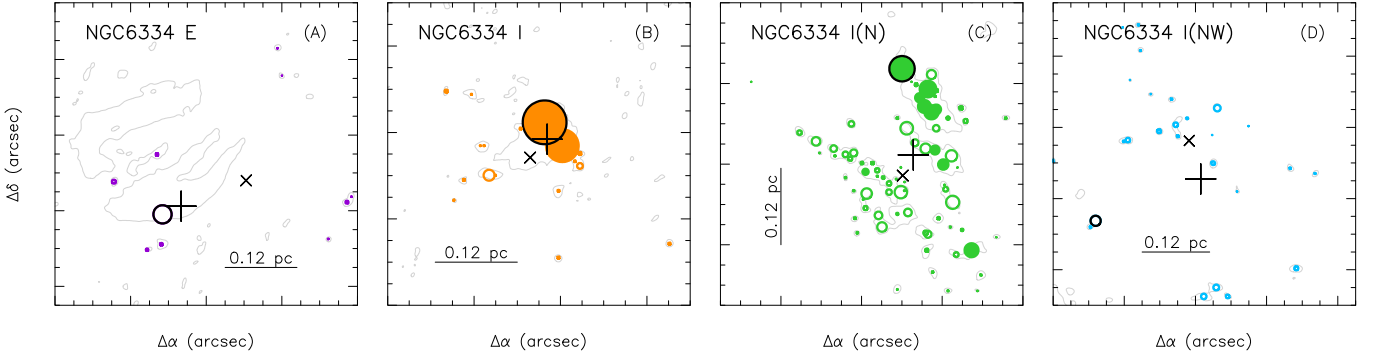 NGC6334 E (A)
NGC6334 I (B)
NGC6334 I(N) (C)
NGC6334 I(NW) (D)
Δδ (arcsec)
0.12 pc
0.12 pc
0.12 pc
0.12 pc
Δα (arcsec)
Δα (arcsec)
Δα (arcsec)
Δα (arcsec)